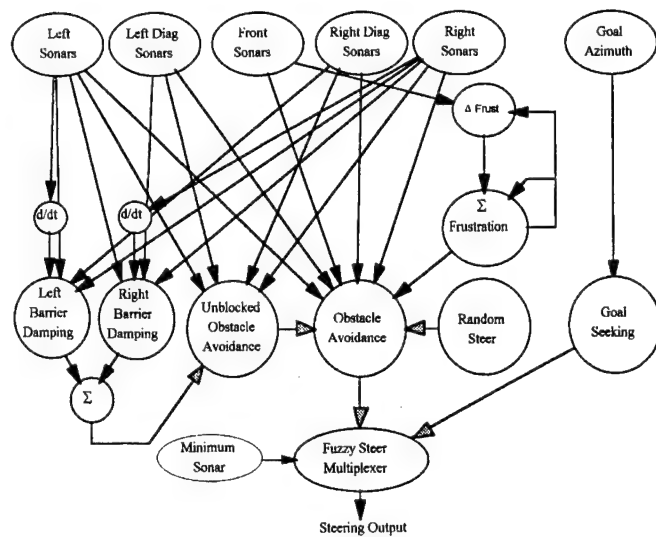 Left
Sonars
Left Diag
Sonars
Front
Sonars
Right Diag
Sonars
Right
Sonars
Goal
Azimuth
Δ Frust
d/dt
d/dt
Σ
Frustration
Left
Barrier
Damping
Right
Barrier
Damping
Unblocked
Obstacle
Avoidance
Obstacle
Avoidance
Random
Steer
Goal
Seeking
Σ
Minimum
Sonar
Fuzzy Steer
Multiplexer
Steering Output